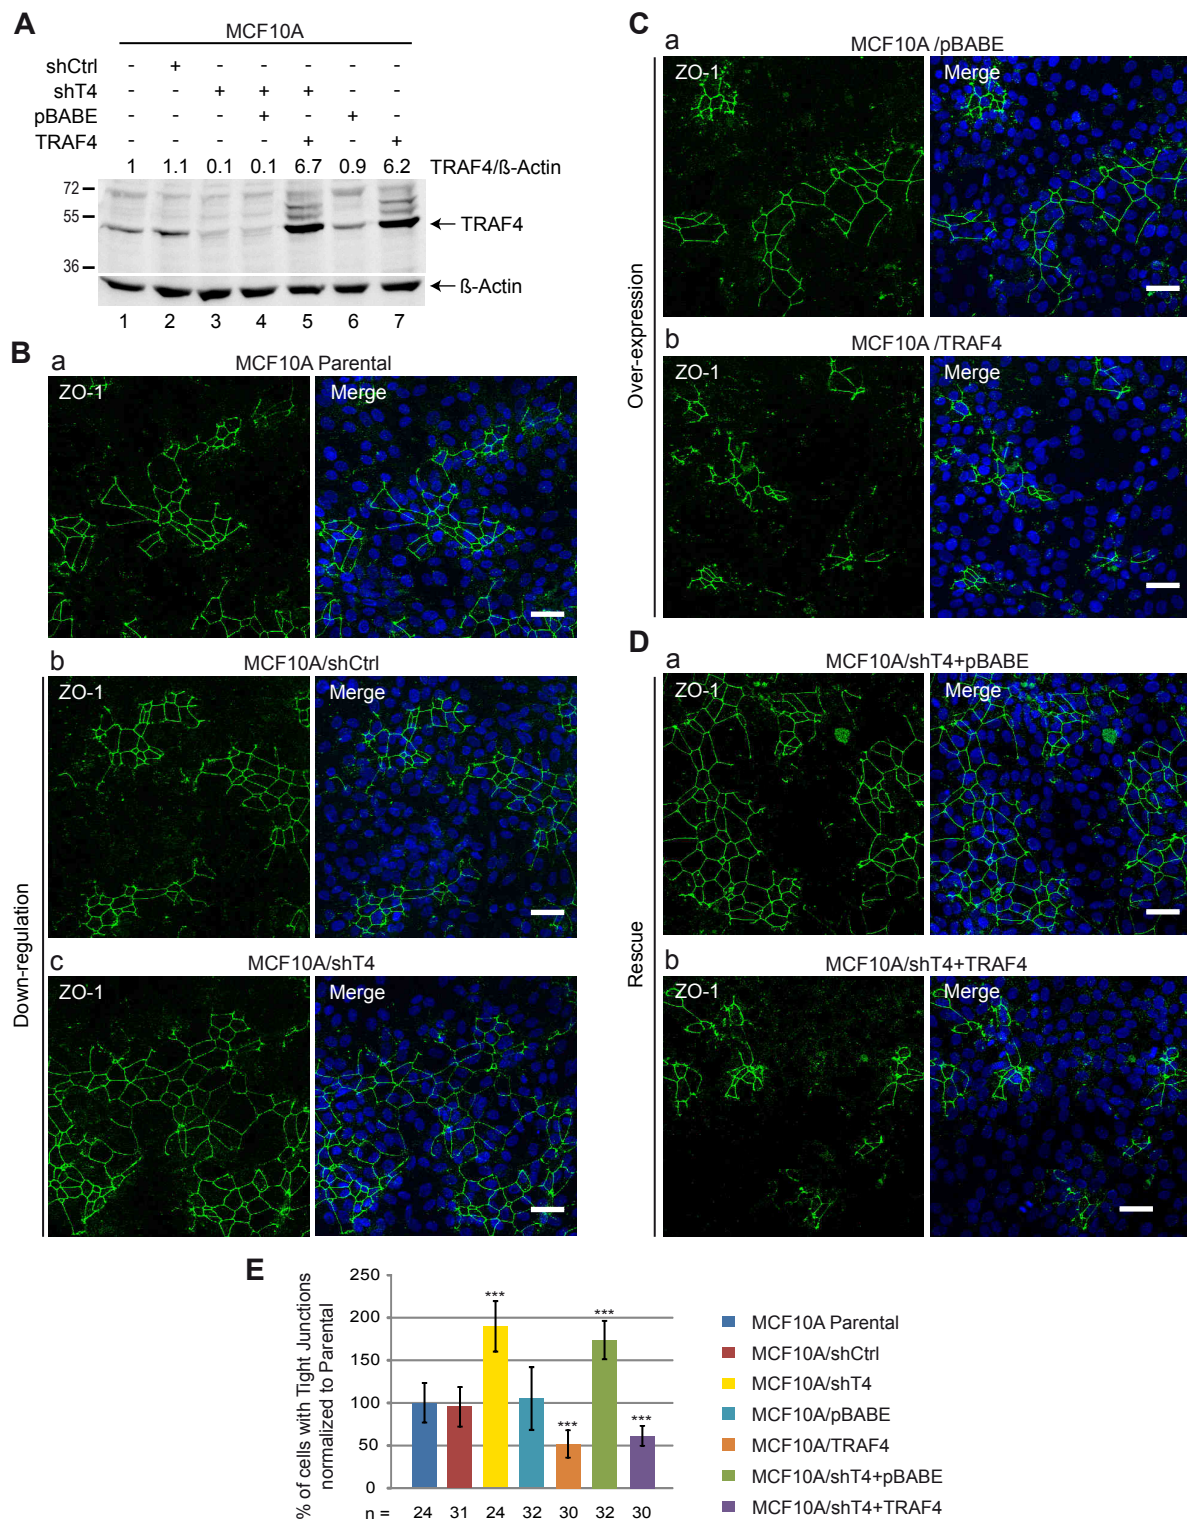 A
MCF10A
shCtrl - + - - - - -
shT4 - - + + + - -
pBABE - - - + - + -
TRAF4 - - - - + - +
1 1.1 0.1 0.1 6.7 0.9 6.2 TRAF4/ß-Actin
72
55
TRAF4
36
ß-Actin
1 2 3 4 5 6 7
B
a
MCF10A Parental
ZO-1 Merge
Down-regulation
b
MCF10A/shCtrl
ZO-1 Merge
c
MCF10A/shT4
ZO-1 Merge
C
Over-expression
a
MCF10A /pBABE
ZO-1 Merge
b
MCF10A /TRAF4
ZO-1 Merge
D
Rescue
a
MCF10A/shT4+pBABE
ZO-1 Merge
b
MCF10A/shT4+TRAF4
ZO-1 Merge
E
% of cells with Tight Junctions
normalized to Parental
250
200
150
100
50
0
*** *** *** ***
n = 24 31 24 32 30 32 30
MCF10A Parental
MCF10A/shCtrl
MCF10A/shT4
MCF10A/pBABE
MCF10A/TRAF4
MCF10A/shT4+pBABE
MCF10A/shT4+TRAF4